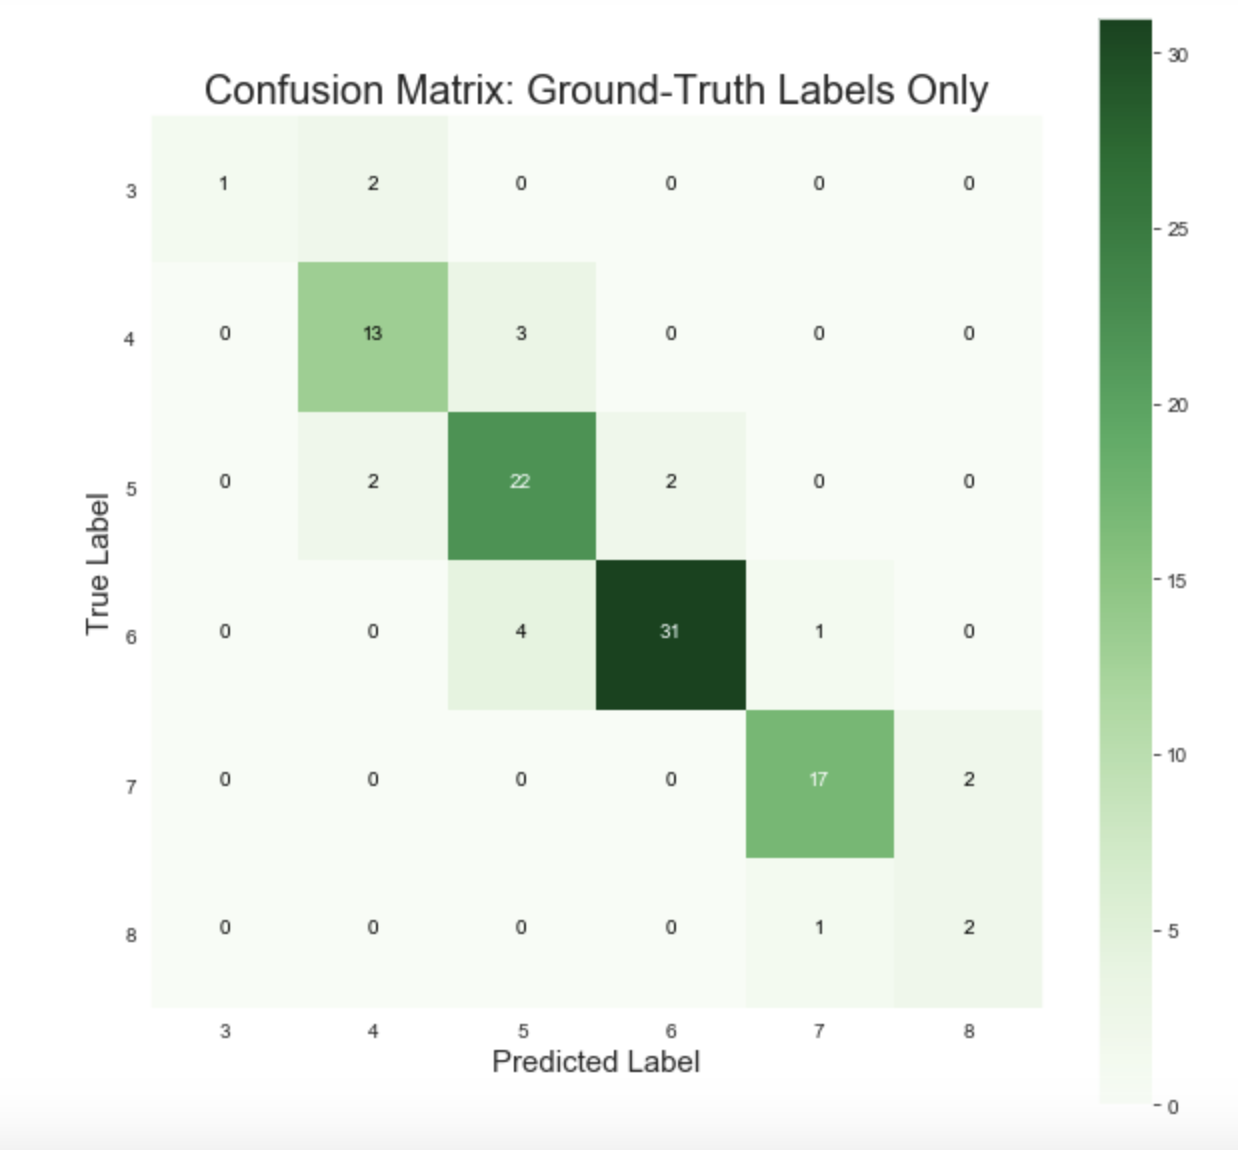 Confusion Matrix: Ground-Truth Labels Only
3 1 2 0 0 0 0
4 0 13 3 0 0 0
5 0 2 22 2 0 0
6 0 0 4 31 1 0
7 0 0 0 0 17 2
8 0 0 0 0 1 2
3 4 5 6 7 8
True Label
Predicted Label
30
25
20
15
10
5
0